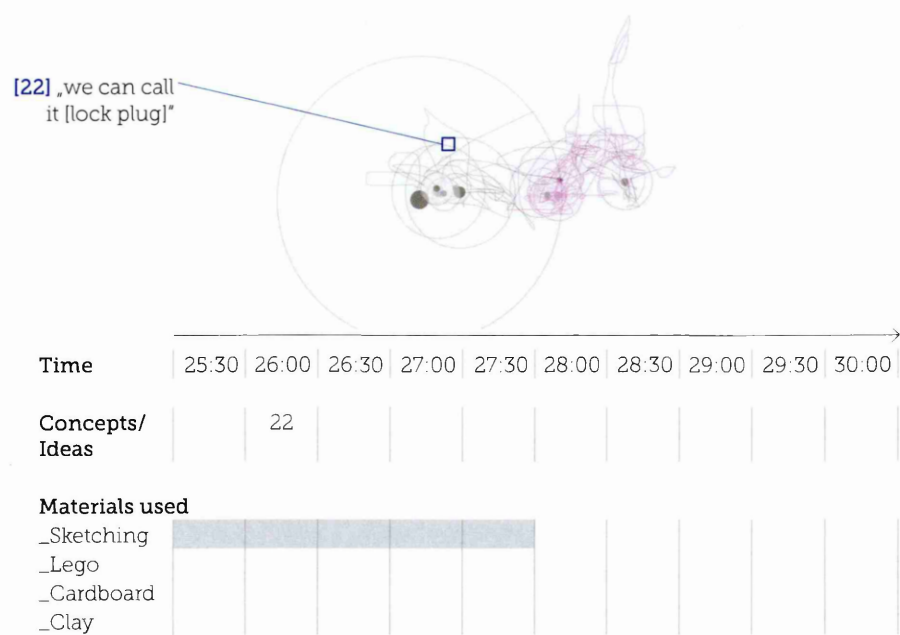 [22] „we can call
it [lock plug]"
Time 25:30 26:00 26:30 27:00 27:30 28:00 28:30 29:00 29:30 30:00
Concepts/ 22
Ideas
Materials used
_Sketching
_Lego
_Cardboard
_Clay